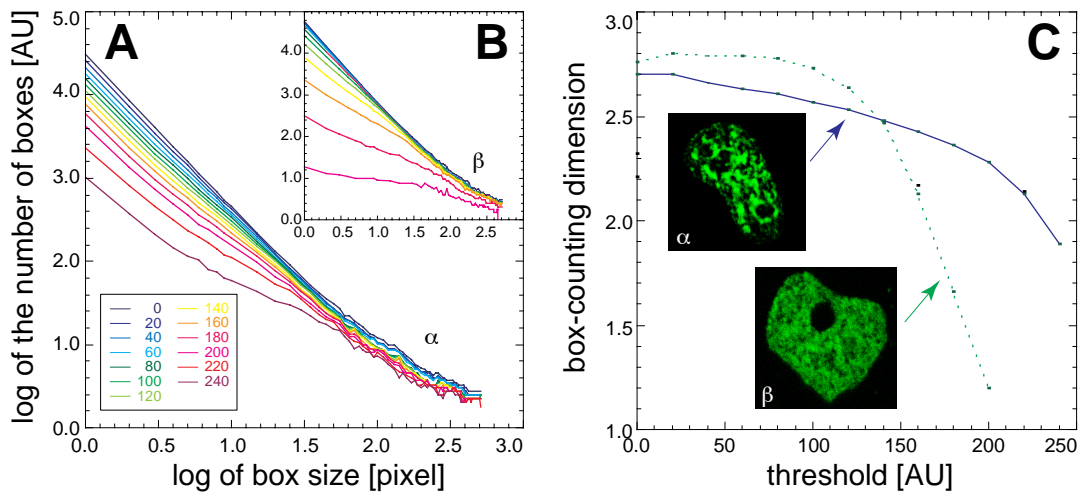 A
log of the number of boxes [AU]
4.0
3.0
2.0
1.0
0.0
0.0 0.5 1.0 1.5 2.0 2.5 3.0
log of box size [pixel]
0 140
20 160
40 180
60 200
80 220
100 240
120
α
B
4.0
3.0
2.0
1.0
0.0
0.0 0.5 1.0 1.5 2.0 2.5
β
C
box-counting dimension
3.0
2.5
2.0
1.5
1.0
0 50 100 150 200 250
threshold [AU]
α
β